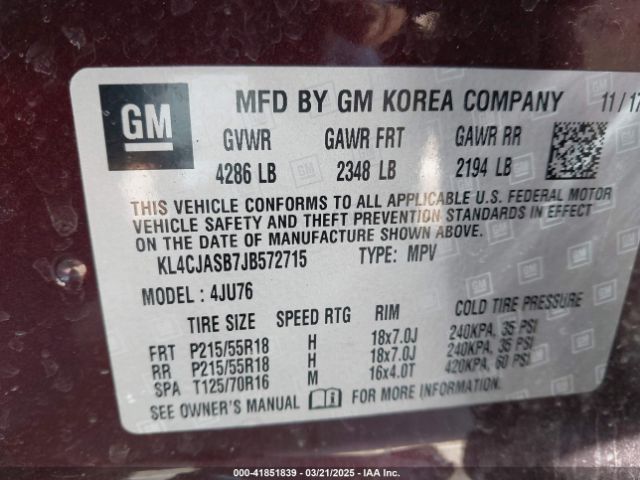 GM
MFD BY GM KOREA COMPANY 11/17
GVWR GAWR FRT GAWR RR
4286 LB 2348 LB 2194 LB
THIS VEHICLE CONFORMS TO ALL APPLICABLE U.S. FEDERAL MOTOR
VEHICLE SAFETY AND THEFT PREVENTION STANDARDS IN EFFECT
ON THE DATE OF MANUFACTURE SHOWN ABOVE.
KL4CJASB7JB572715 TYPE: MPV
MODEL : 4JU76
TIRE SIZE SPEED RTG RIM COLD TIRE PRESSURE
FRT P215/55R18 H 18x7.0J 240KPA, 35 PSI
RR P215/55R18 H 18x7.0J 240KPA, 35 PSI
SPA T125/70R16 M 16x4.0T 420KPA, 60 PSI
SEE OWNER'S MANUAL FOR MORE INFORMATION.
000-41851839 - 03/21/2025 - IAA Inc.